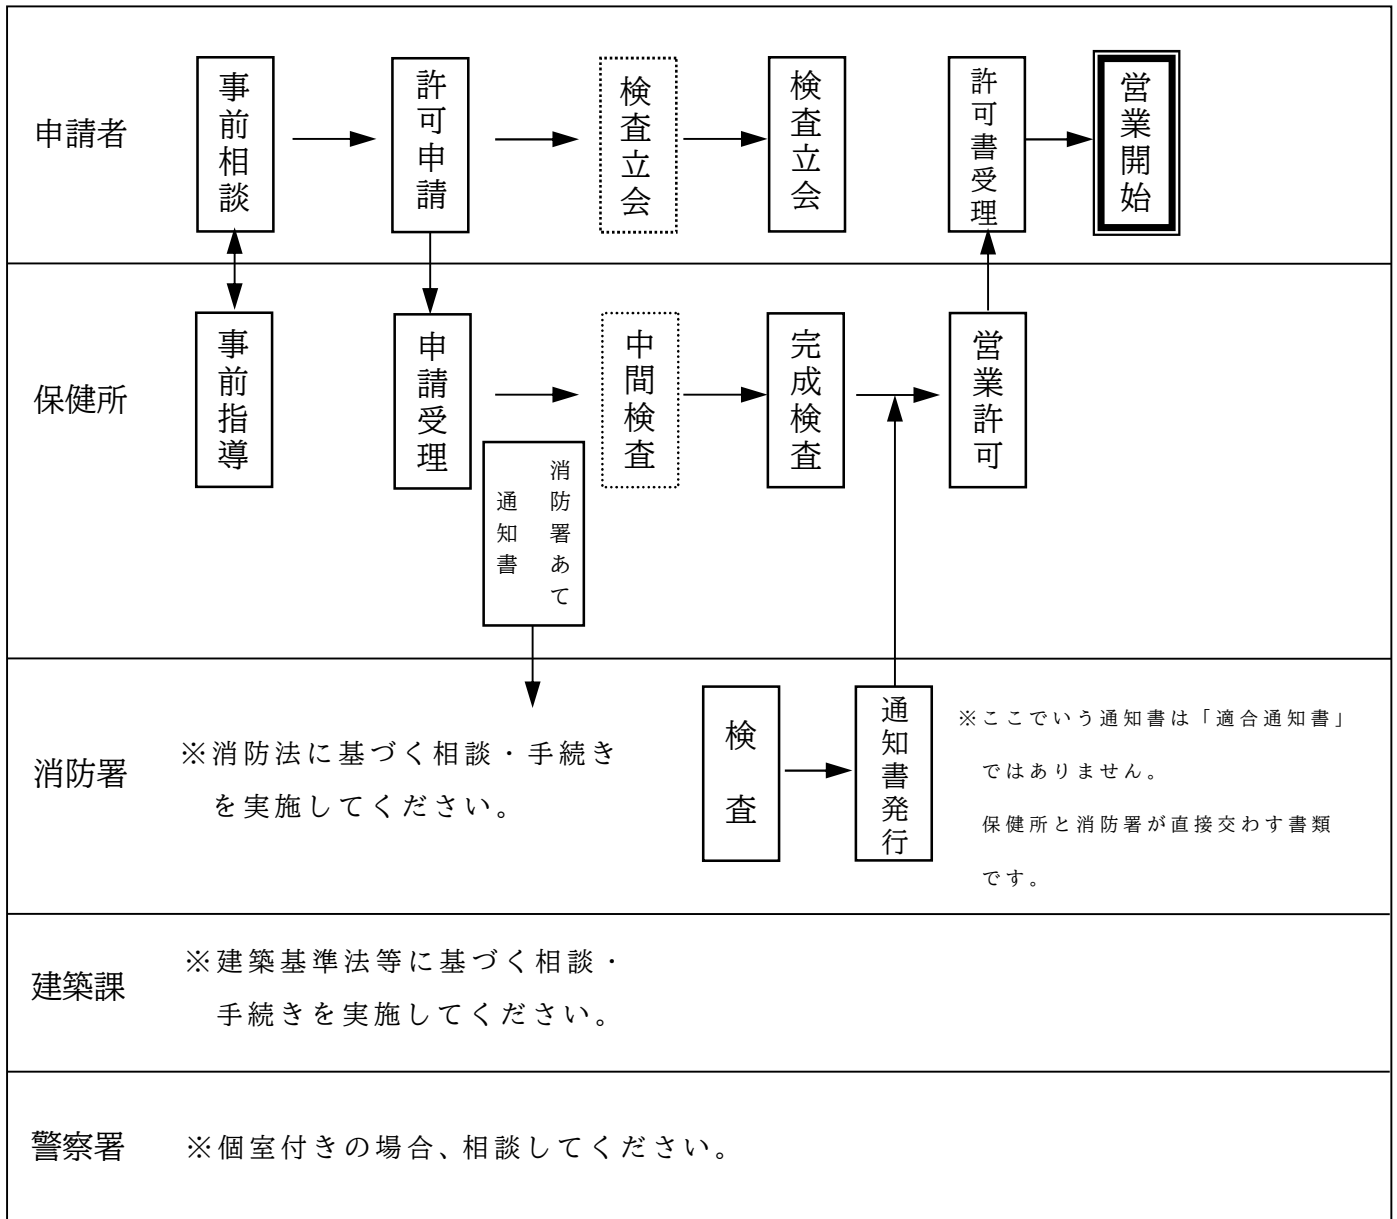 申請者
事前相談
許可申請
検査立会
検査立会
許可書受理
営業開始
保健所
事前指導
申請受理
消防署あて
通知書
中間検査
完成検査
営業許可
消防署
※消防法に基づく相談・手続き
を実施してください。
検査
通知書発行
※ここでいう通知書は「適合通知書」
ではありません。
保健所と消防署が直接交わす書類
です。
建築課
※建築基準法等に基づく相談・
手続きを実施してください。
警察署
※個室付きの場合、相談してください。